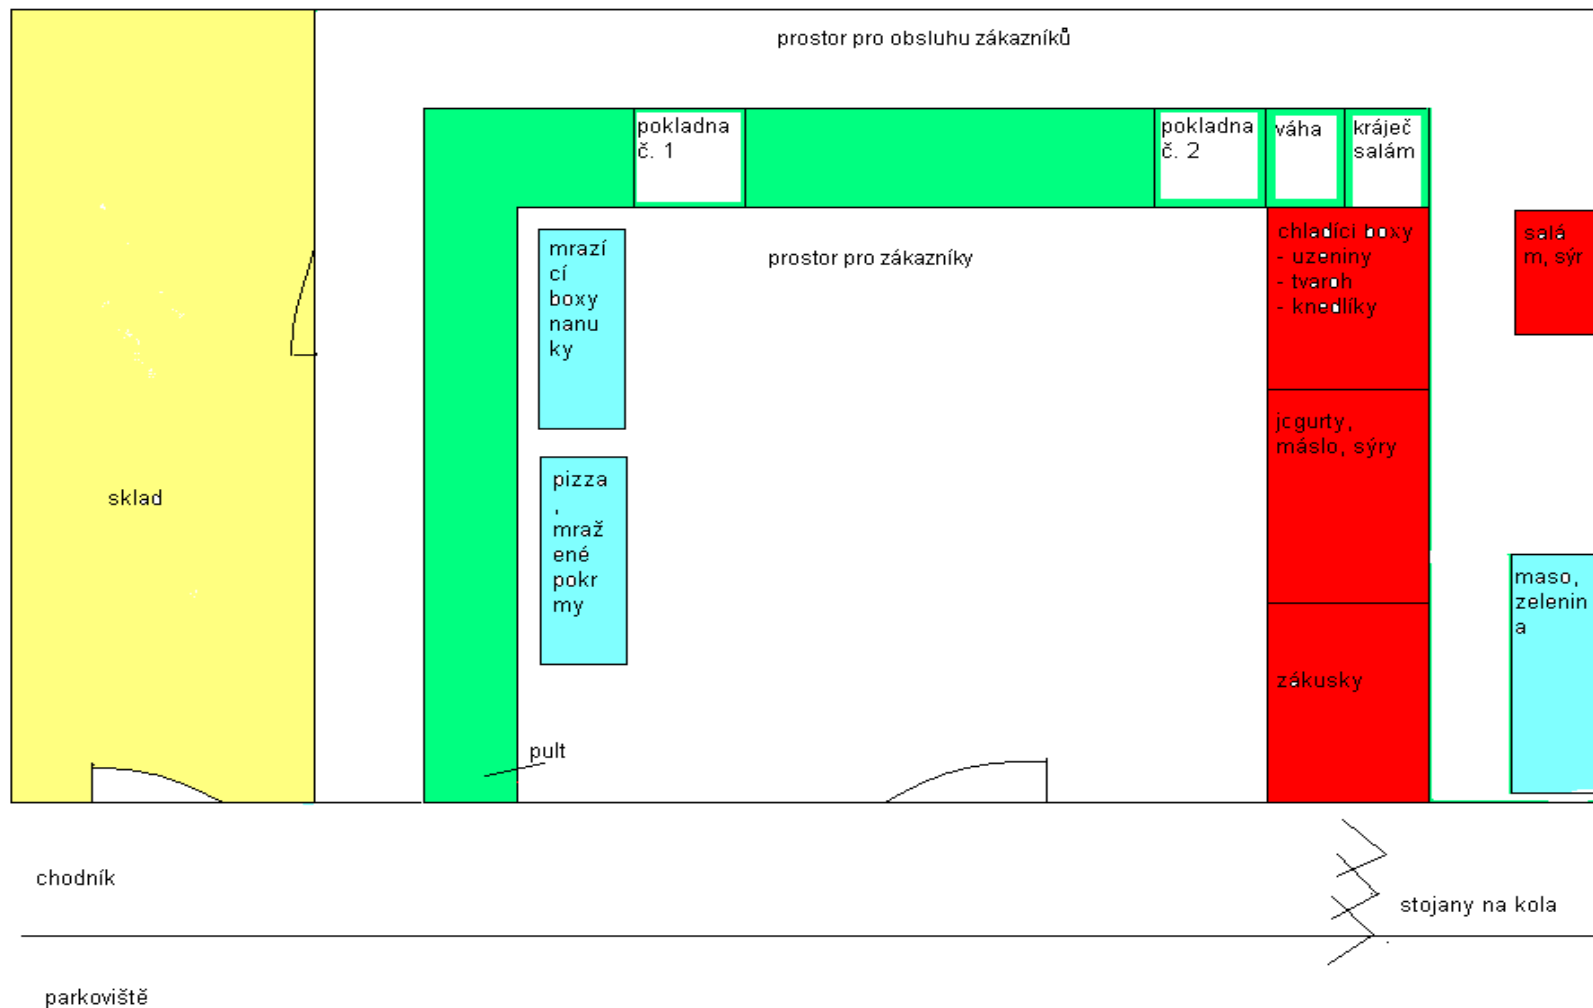 prostor pro obsluhu zákazníků
pokladna
č. 1
pokladna
č. 2
váha
kráječ
salám
mrazí
cí
boxy
nanu
ky
prostor pro zákazníky
chladíci boxy
- uzeniny
- tvaroh
- knedlíky
salá
m, sýr
jogurty,
máslo, sýry
pizza
,
mraž
ené
pokr
my
sklad
maso,
zelenin
a
zákusky
pult
chodník
stojany na kola
parkoviště